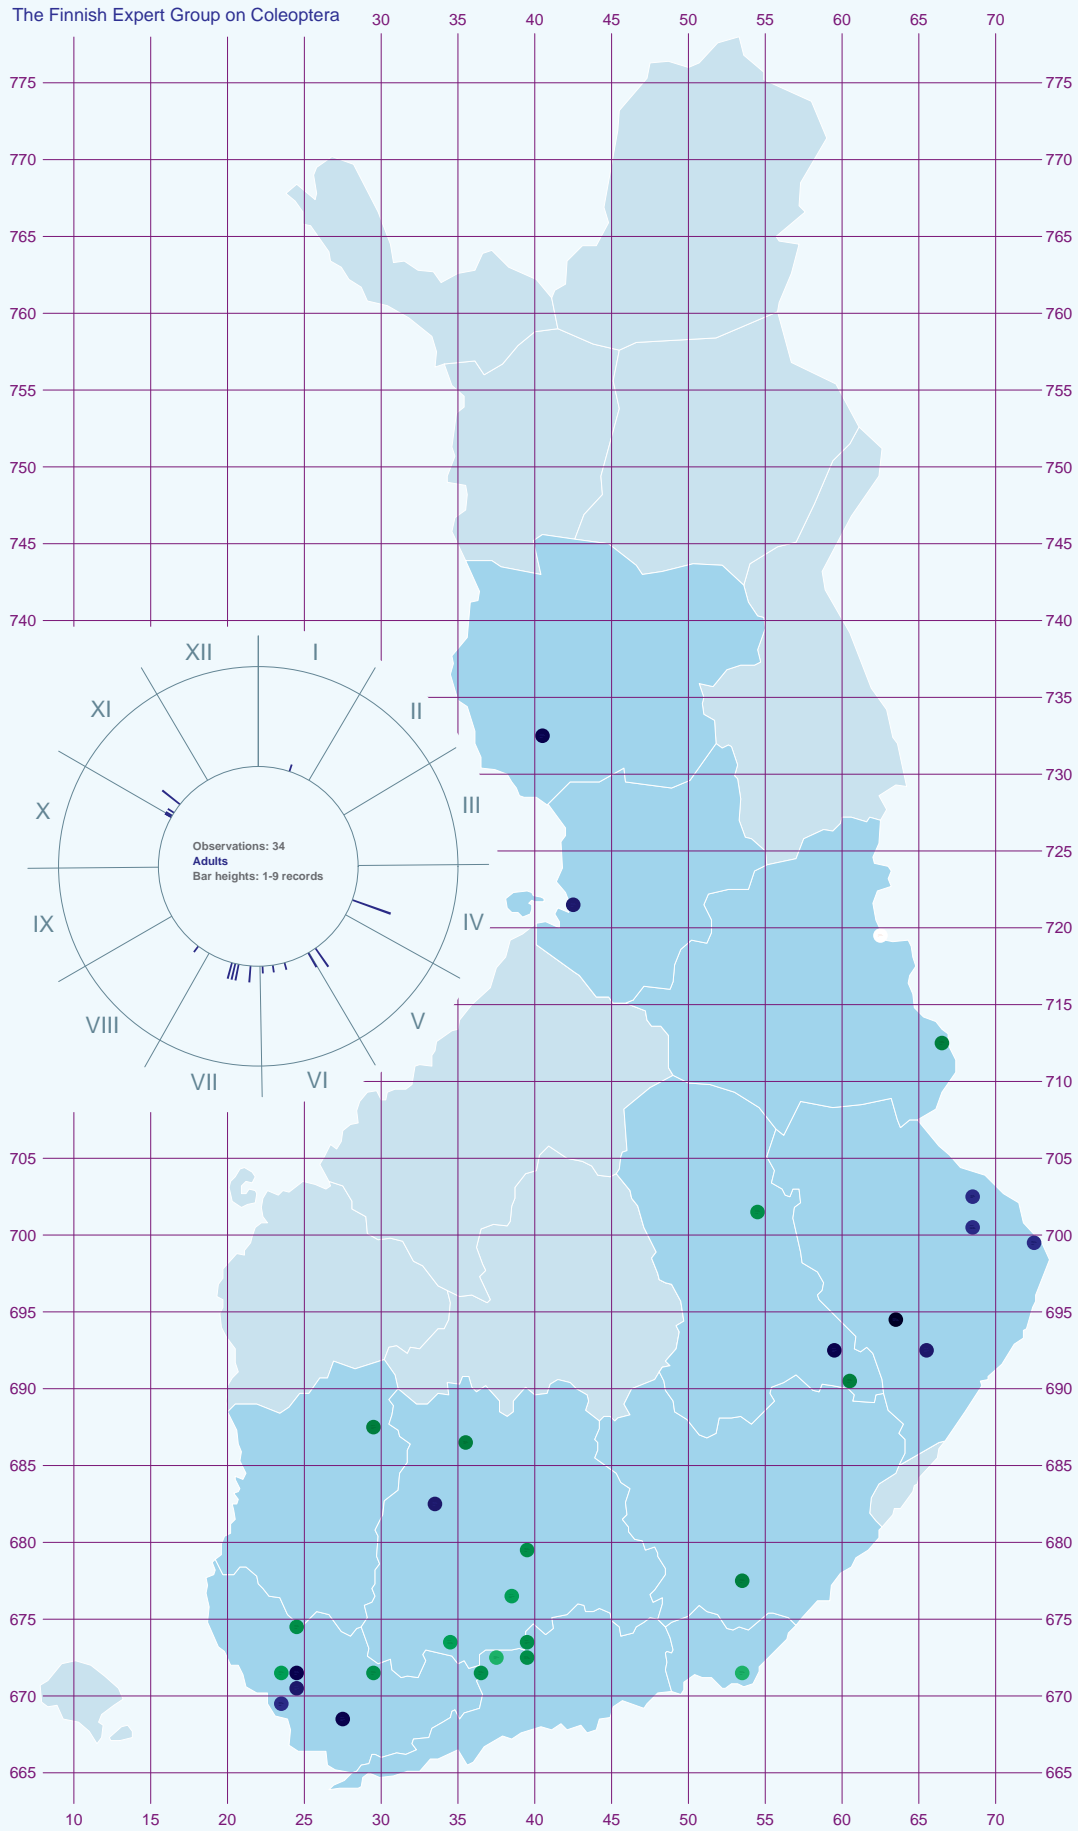 The Finnish Expert Group on Coleoptera
30 35 40 45 50 55 60 65 70
775 775
770 770
765 765
760 760
755 755
750 750
745 745
740 740
XII I
XI II
735
730
X III
725
Observations: 34
Adults
Bar heights: 1-9 records
IX IV
720 720
715
VIII V
VII VI
710
705 705
700 700
695 695
690 690
685 685
680 680
675 675
670 670
665 665
10 15 20 25 30 35 40 45 50 55 60 65 70